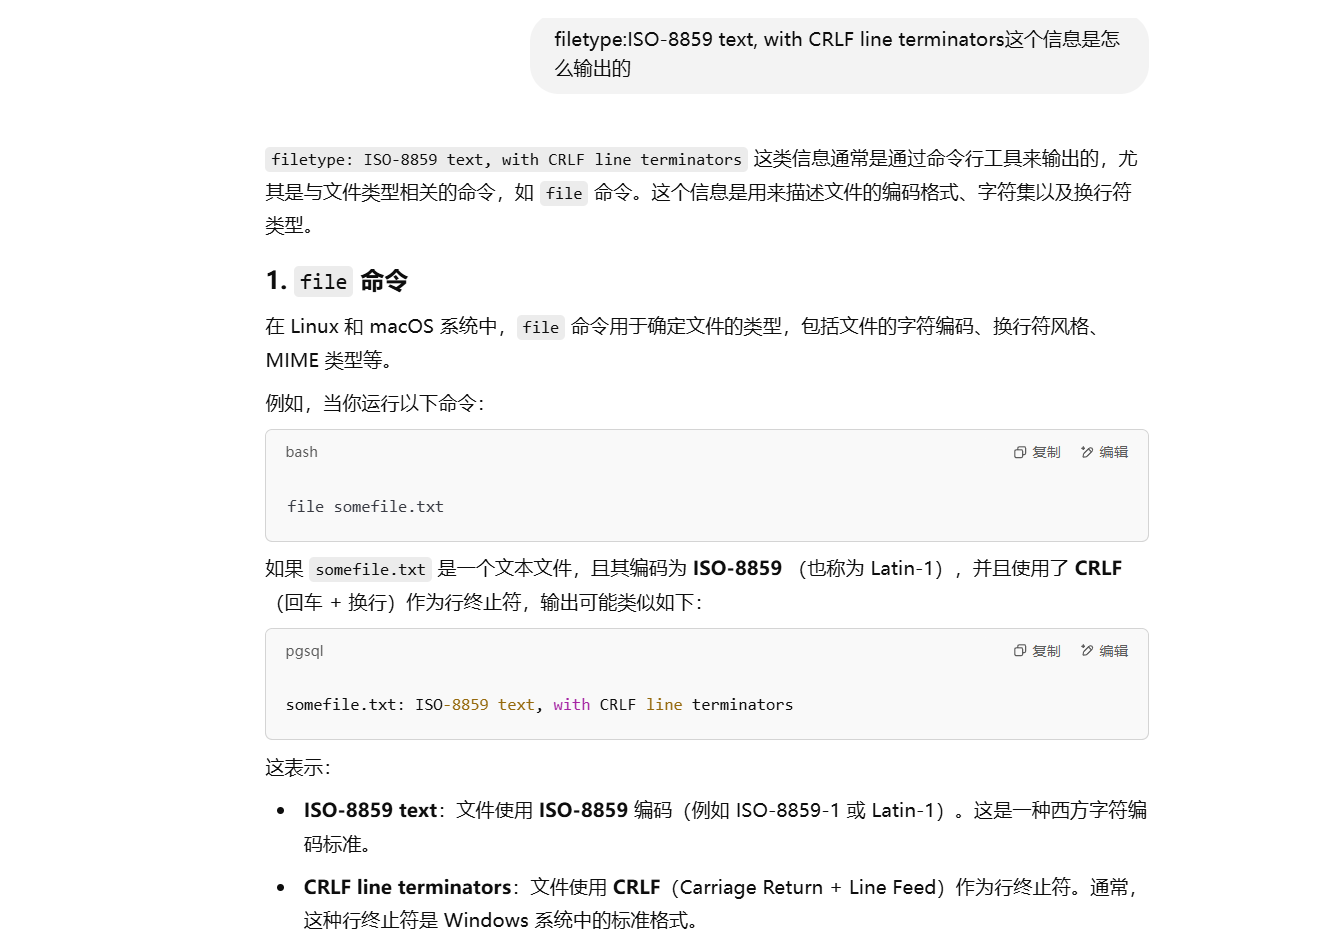 filetype:ISO-8859 text, with CRLF line terminators这个信息是怎
么输出的
filetype: ISO-8859 text, with CRLF line terminators 这类信息通常是通过命令行工具来输出的，尤
其是与文件类型相关的命令，如 file 命令。这个信息是用来描述文件的编码格式、字符集以及换行符
类型。
1. file 命令
在 Linux 和 macOS 系统中，file 命令用于确定文件的类型，包括文件的字符编码、换行符风格、
MIME 类型等。
例如，当你运行以下命令：
bash
复制
编辑
file somefile.txt
如果 somefile.txt 是一个文本文件，且其编码为 ISO-8859 （也称为 Latin-1），并且使用了 CRLF
（回车 + 换行）作为行终止符，输出可能类似如下：
pgsql
复制
编辑
somefile.txt: ISO-8859 text, with CRLF line terminators
这表示：
• ISO-8859 text：文件使用 ISO-8859 编码（例如 ISO-8859-1 或 Latin-1）。这是一种西方字符编
码标准。
• CRLF line terminators：文件使用 CRLF（Carriage Return + Line Feed）作为行终止符。通常，
这种行终止符是 Windows 系统中的标准格式。